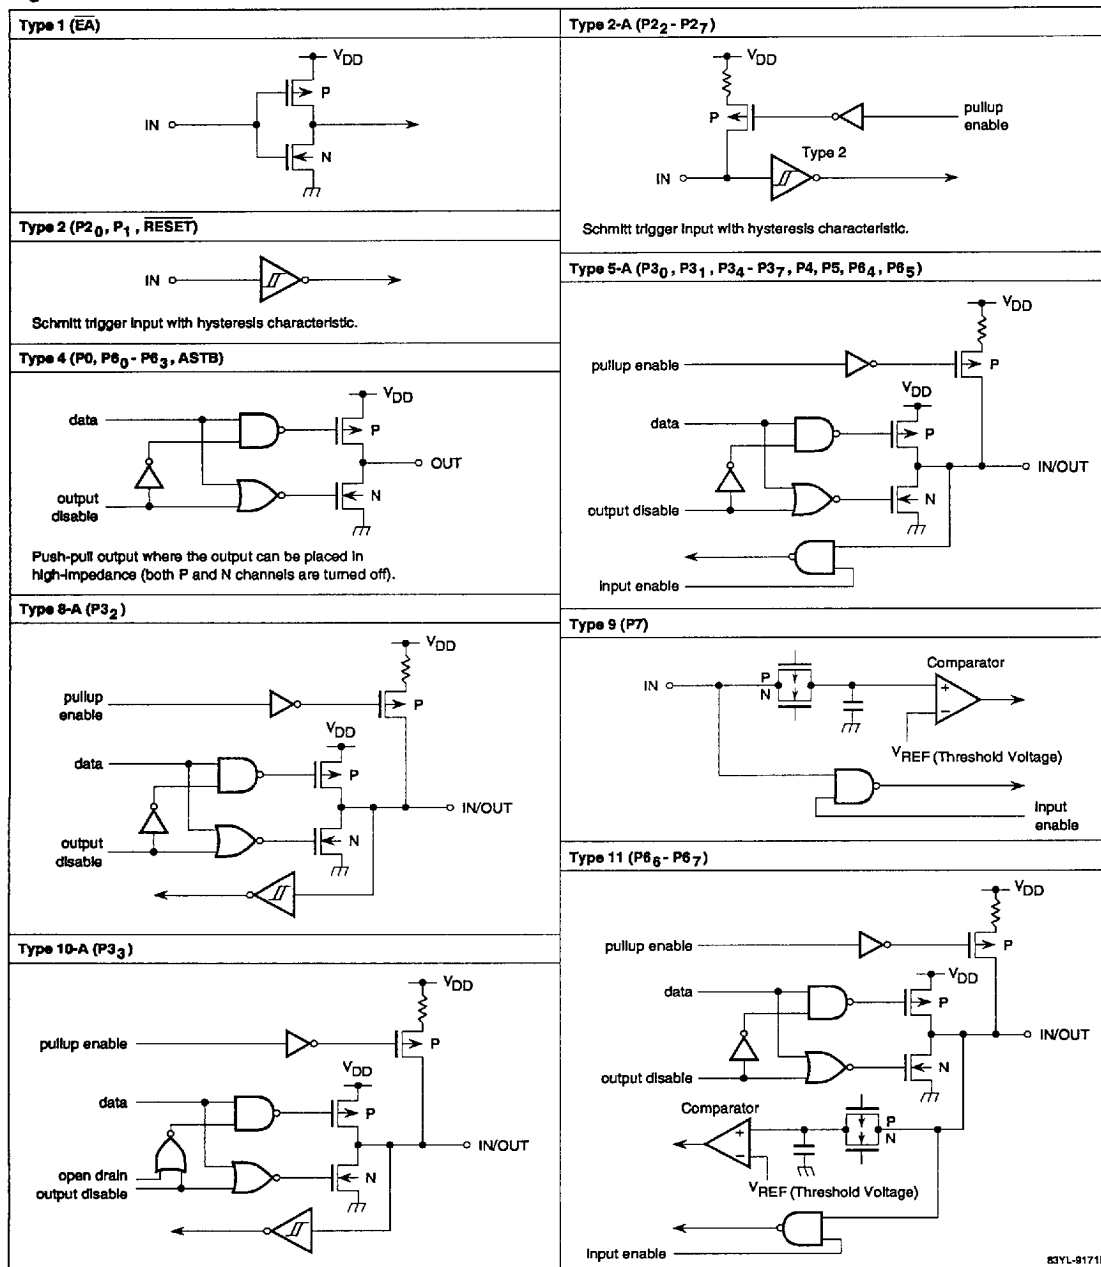 Type 1 (EA)
VDD
P
IN
N
Type 2 (P20, P1, RESET)
IN
Schmitt trigger input with hysteresis characteristic.
Type 4 (P0, P60 - P63, ASTB)
VDD
data
P
OUT
output
disable
N
Push-pull output where the output can be placed in
high-impedance (both P and N channels are turned off).
Type 8-A (P32)
VDD
pullup
enable
P
VDD
data
P
IN/OUT
output
disable
N
Type 10-A (P33)
VDD
pullup enable
P
VDD
data
P
IN/OUT
open drain
output disable
N
Type 2-A (P22 - P27)
VDD
P
pullup
enable
Type 2
IN
Schmitt trigger input with hysteresis characteristic.
Type 5-A (P30, P31, P34 - P37, P4, P5, P64, P65)
VDD
pullup enable
P
VDD
data
P
IN/OUT
output disable
N
input enable
Type 9 (P7)
Comparator
IN
P
N
+
−
VREF (Threshold Voltage)
Input
enable
Type 11 (P66 - P67)
VDD
pullup enable
P
VDD
data
P
IN/OUT
output disable
N
Comparator
P
N
+
−
VREF (Threshold Voltage)
Input enable